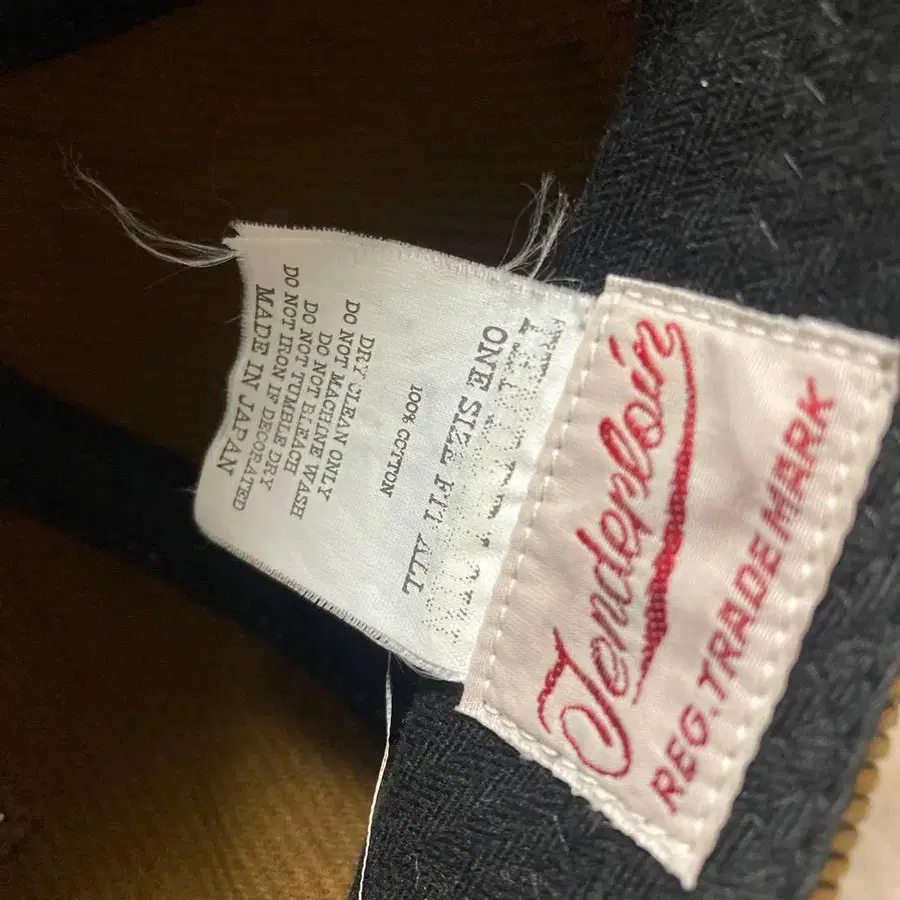 Tenderloin
REG. TRADE MARK
TENDERLOIN
ONE SIZE FIT ALL
100% COTTON
DRY CLEAN ONLY
DO NOT MACHINE WASH
DO NOT BLEACH
DO NOT TUMBLE DRY
DO NOT IRON IF DECORATED
MADE IN JAPAN